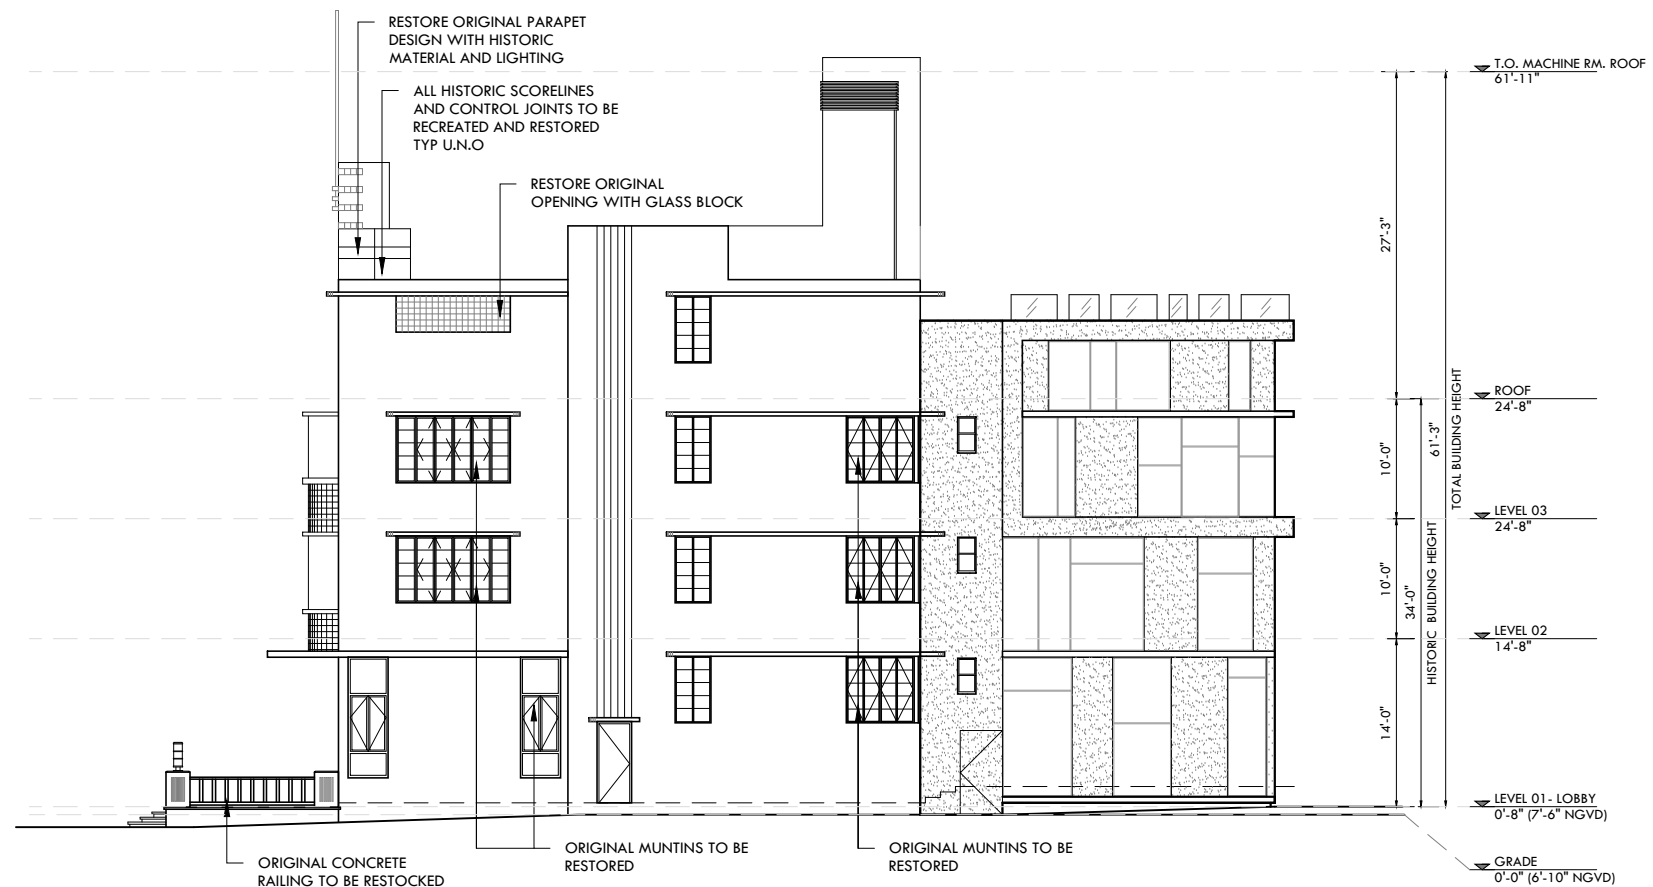 RESTORE ORIGINAL PARAPET
DESIGN WITH HISTORIC
MATERIAL AND LIGHTING
ALL HISTORIC SCORELINES
AND CONTROL JOINTS TO BE
RECREATED AND RESTORED
TYP U.N.O
RESTORE ORIGINAL
OPENING WITH GLASS BLOCK
T.O. MACHINE RM. ROOF
61'-11"
27'-3"
ROOF
24'-8"
10'-0"
61'-3"
TOTAL BUILDING HEIGHT
LEVEL 03
24'-8"
10'-0"
34'-0"
HISTORIC BUILDING HEIGHT
LEVEL 02
14'-8"
14'-0"
LEVEL 01- LOBBY
0'-8" (7'-6" NGVD)
GRADE
0'-0" (6'-10" NGVD)
ORIGINAL CONCRETE
RAILING TO BE RESTOCKED
ORIGINAL MUNTINS TO BE
RESTORED
ORIGINAL MUNTINS TO BE
RESTORED